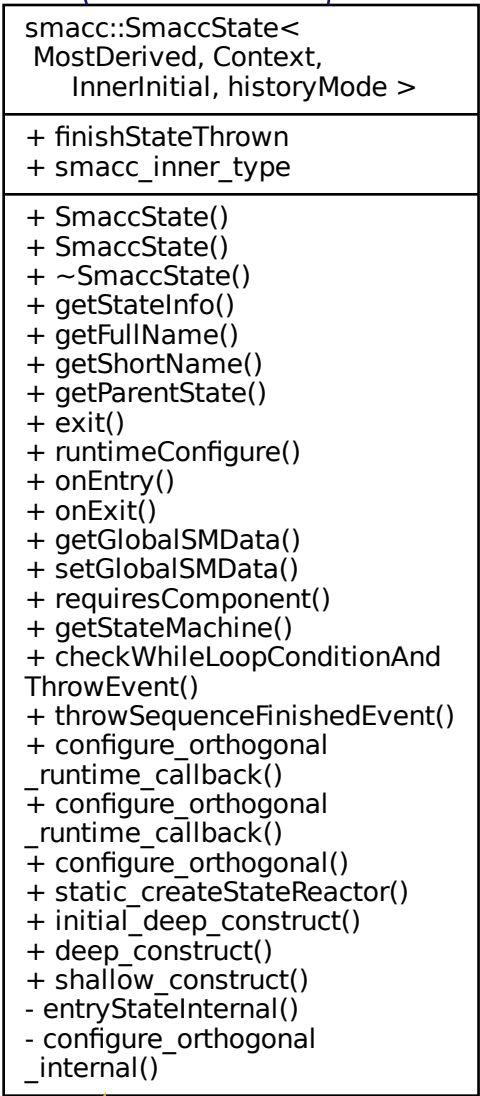 smacc::SmaccState<
MostDerived, Context,
InnerInitial, historyMode >
+ finishStateThrown
+ smacc_inner_type
+ SmaccState()
+ SmaccState()
+ ~SmaccState()
+ getStateInfo()
+ getFullName()
+ getShortName()
+ getParentState()
+ exit()
+ runtimeConfigure()
+ onEntry()
+ onExit()
+ getGlobalSMData()
+ setGlobalSMData()
+ requiresComponent()
+ getStateMachine()
+ checkWhileLoopConditionAnd
ThrowEvent()
+ throwSequenceFinishedEvent()
+ configure_orthogonal
_runtime_callback()
+ configure_orthogonal
_runtime_callback()
+ configure_orthogonal()
+ static_createStateReactor()
+ initial_deep_construct()
+ deep_construct()
+ shallow_construct()
- entryStateInternal()
- configure_orthogonal
_internal()